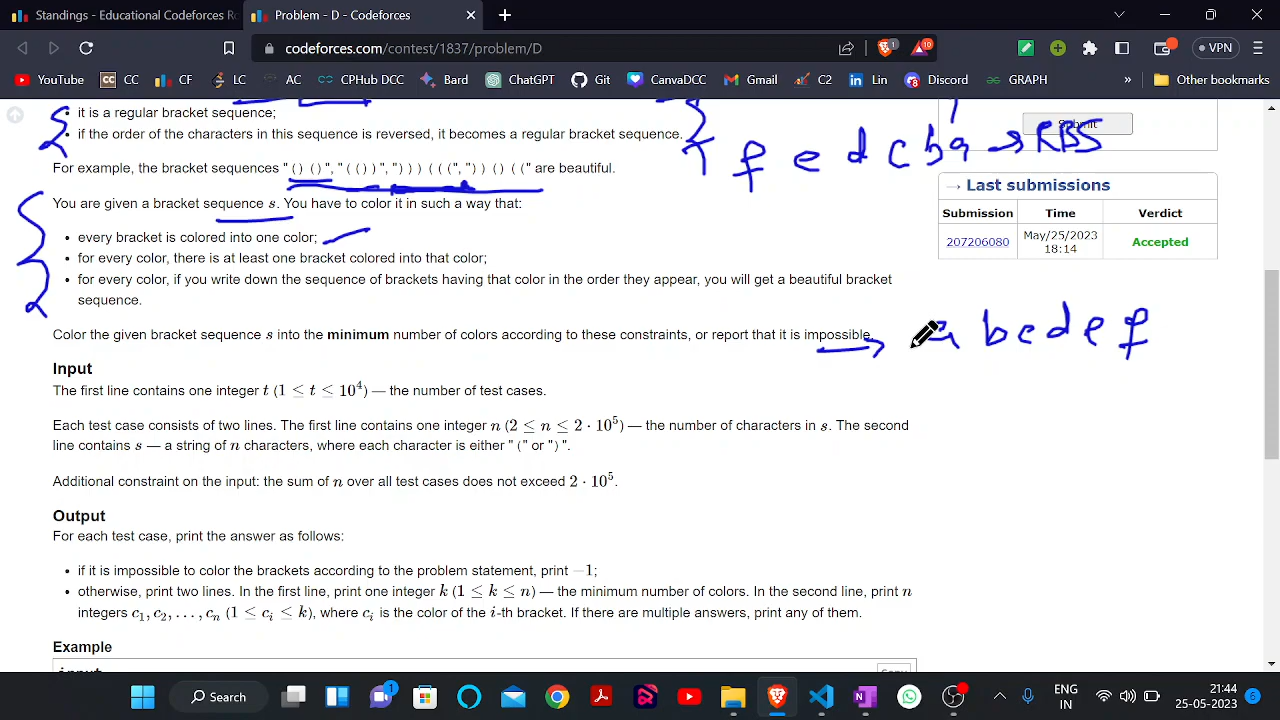 Standings - Educational Codeforces Ro
Problem - D - Codeforces
codeforces.com/contest/1837/problem/D
1
10
VPN
YouTube
CC
CF
LC
AC
CPHub DCC
Bard
ChatGPT
Git
CanvaDCC
Gmail
C2
Lin
Discord
GRAPH
»
Other bookmarks
• it is a regular bracket sequence;
• if the order of the characters in this sequence is reversed, it becomes a regular bracket sequence.
f e d c b a → RBS
Submit
For example, the bracket sequences "()()", "(())", ")))(((", "))()((" are beautiful.
You are given a bracket sequence s. You have to color it in such a way that:
• every bracket is colored into one color;
• for every color, there is at least one bracket colored into that color;
• for every color, if you write down the sequence of brackets having that color in the order they appear, you will get a beautiful bracket
sequence.
Color the given bracket sequence s into the minimum number of colors according to these constraints, or report that it is impossible.
→ Last submissions
Submission Time Verdict
207206080 May/25/2023 18:14 Accepted
a b c d e f
Input
The first line contains one integer t (1 ≤ t ≤ 10⁴) — the number of test cases.
Each test case consists of two lines. The first line contains one integer n (2 ≤ n ≤ 2 · 10⁵) — the number of characters in s. The second
line contains s — a string of n characters, where each character is either "(" or ")".
Additional constraint on the input: the sum of n over all test cases does not exceed 2 · 10⁵.
Output
For each test case, print the answer as follows:
• if it is impossible to color the brackets according to the problem statement, print −1;
• otherwise, print two lines. In the first line, print one integer k (1 ≤ k ≤ n) — the minimum number of colors. In the second line, print n
integers c₁, c₂, . . . , cₙ (1 ≤ cᵢ ≤ k), where cᵢ is the color of the i-th bracket. If there are multiple answers, print any of them.
Example
input
Copy
Search
1
ENG
IN
21:44
25-05-2023
6